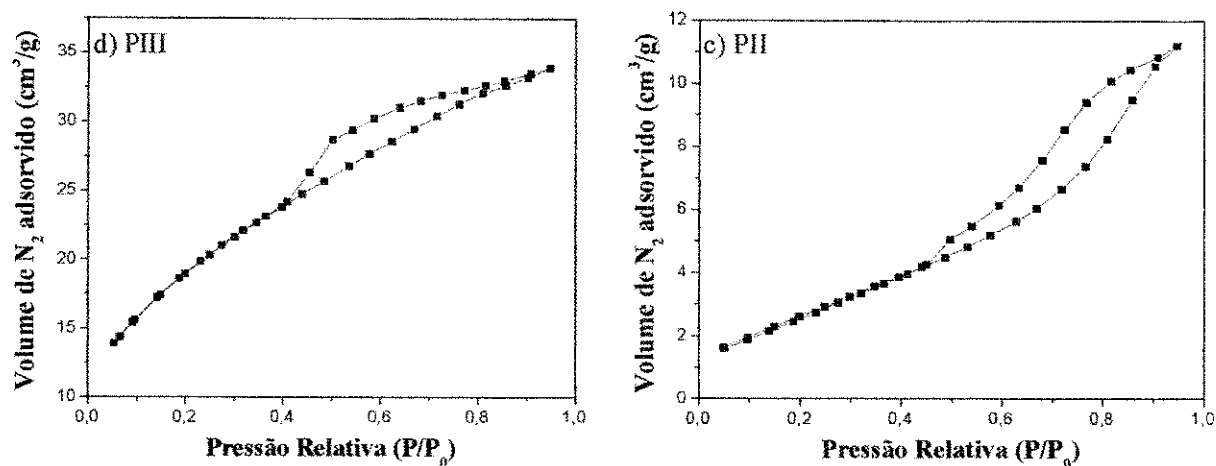 d) PIII
Volume de N₂ adsorvido (cm³/g)
35
30
25
20
15
10
0,0 0,2 0,4 0,6 0,8 1,0
Pressão Relativa (P/P₀)
c) PII
Volume de N₂ adsorvido (cm³/g)
12
10
8
6
4
2
0
0,0 0,2 0,4 0,6 0,8 1,0
Pressão Relativa (P/P₀)